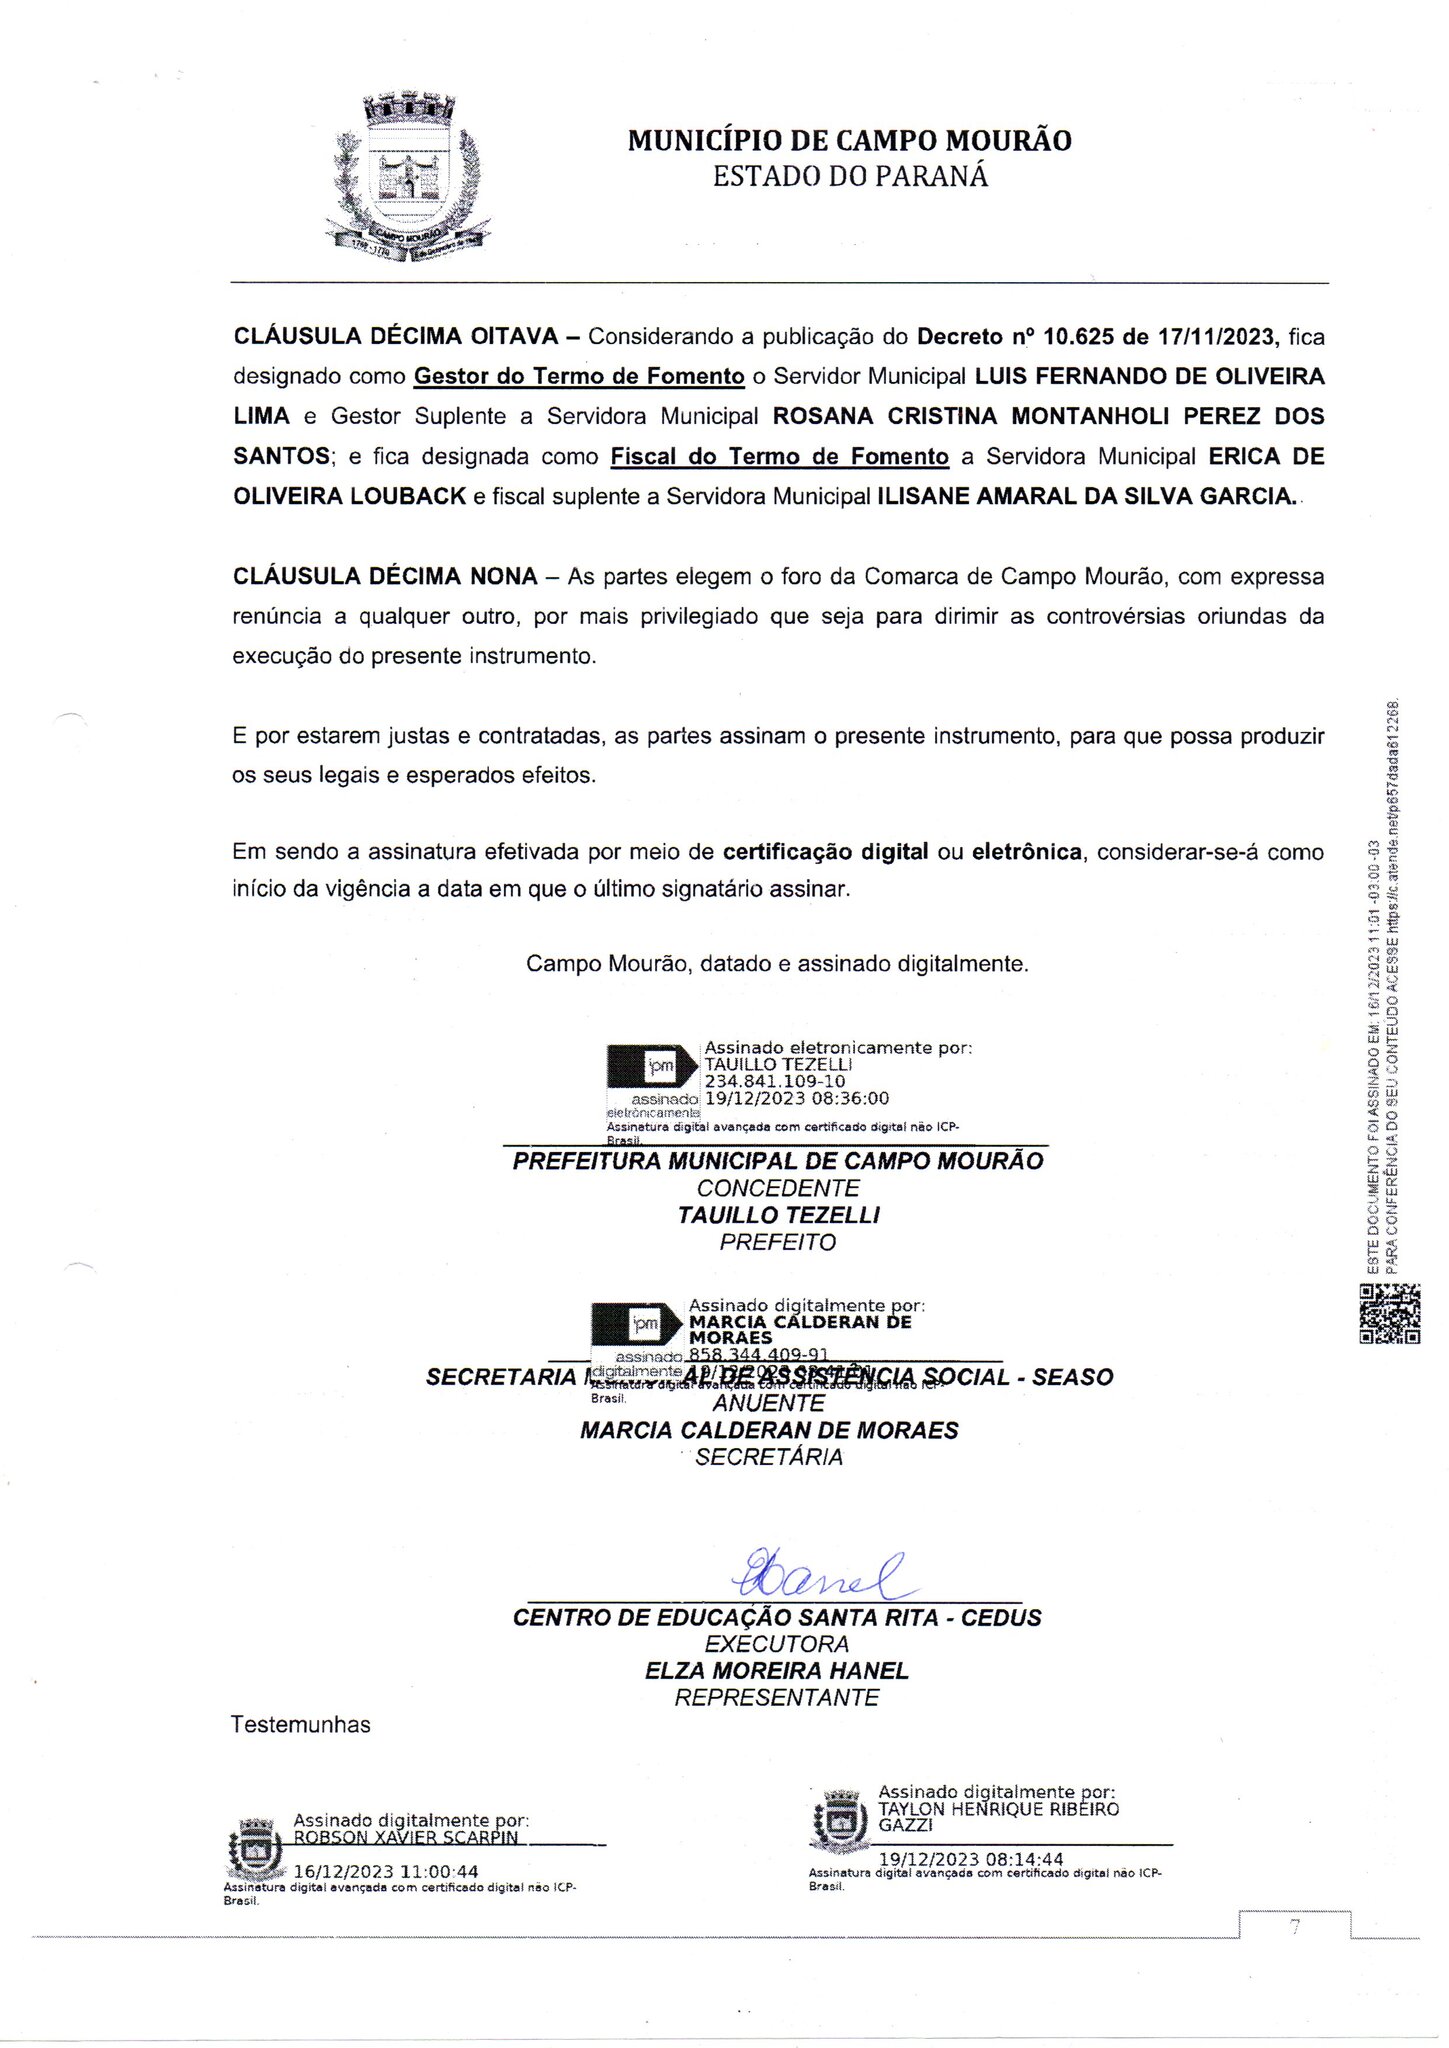 MUNICÍPIO DE CAMPO MOURÃO
ESTADO DO PARANÁ
CAMPO MOURÃO
CLÁUSULA DÉCIMA OITAVA – Considerando a publicação do Decreto nº 10.625 de 17/11/2023, fica
designado como Gestor do Termo de Fomento o Servidor Municipal LUIS FERNANDO DE OLIVEIRA
LIMA e Gestor Suplente a Servidora Municipal ROSANA CRISTINA MONTANHOLI PEREZ DOS
SANTOS; e fica designada como Fiscal do Termo de Fomento a Servidora Municipal ERICA DE
OLIVEIRA LOUBACK e fiscal suplente a Servidora Municipal ILISANE AMARAL DA SILVA GARCIA.
CLÁUSULA DÉCIMA NONA – As partes elegem o foro da Comarca de Campo Mourão, com expressa
renúncia a qualquer outro, por mais privilegiado que seja para dirimir as controvérsias oriundas da
execução do presente instrumento.
E por estarem justas e contratadas, as partes assinam o presente instrumento, para que possa produzir
os seus legais e esperados efeitos.
Em sendo a assinatura efetivada por meio de certificação digital ou eletrônica, considerar-se-á como
início da vigência a data em que o último signatário assinar.
Campo Mourão, datado e assinado digitalmente.
ipm
assinado
eletrônicamente
Assinado eletronicamente por:
TAUILLO TEZELLI
234.841.109-10
19/12/2023 08:36:00
Assinatura digital avançada com certificado digital não ICP-
Brasil.
PREFEITURA MUNICIPAL DE CAMPO MOURÃO
CONCEDENTE
TAUILLO TEZELLI
PREFEITO
ipm
assinado
digitalmente
Assinado digitalmente por:
MARCIA CALDERAN DE
MORAES
858.344.409-91
Assinatura digital avançada com certificado digital não ICP-
Brasil.
SECRETARIA DE ASSISTÊNCIA SOCIAL - SEASO
ANUENTE
MARCIA CALDERAN DE MORAES
SECRETÁRIA
Hanel
CENTRO DE EDUCAÇÃO SANTA RITA - CEDUS
EXECUTORA
ELZA MOREIRA HANEL
REPRESENTANTE
Testemunhas
Assinado digitalmente por:
ROBSON XAVIER SCARPIN
16/12/2023 11:00:44
Assinatura digital avançada com certificado digital não ICP-
Brasil.
Assinado digitalmente por:
TAYLON HENRIQUE RIBEIRO
GAZZI
19/12/2023 08:14:44
Assinatura digital avançada com certificado digital não ICP-
Brasil.
7
ESTE DOCUMENTO FOI ASSINADO EM: 16/12/2023 11:01 -03:00 -03
PARA CONFERÊNCIA DO SEU CONTEÚDO ACESSE https://c.atende.net/p657dada612268.